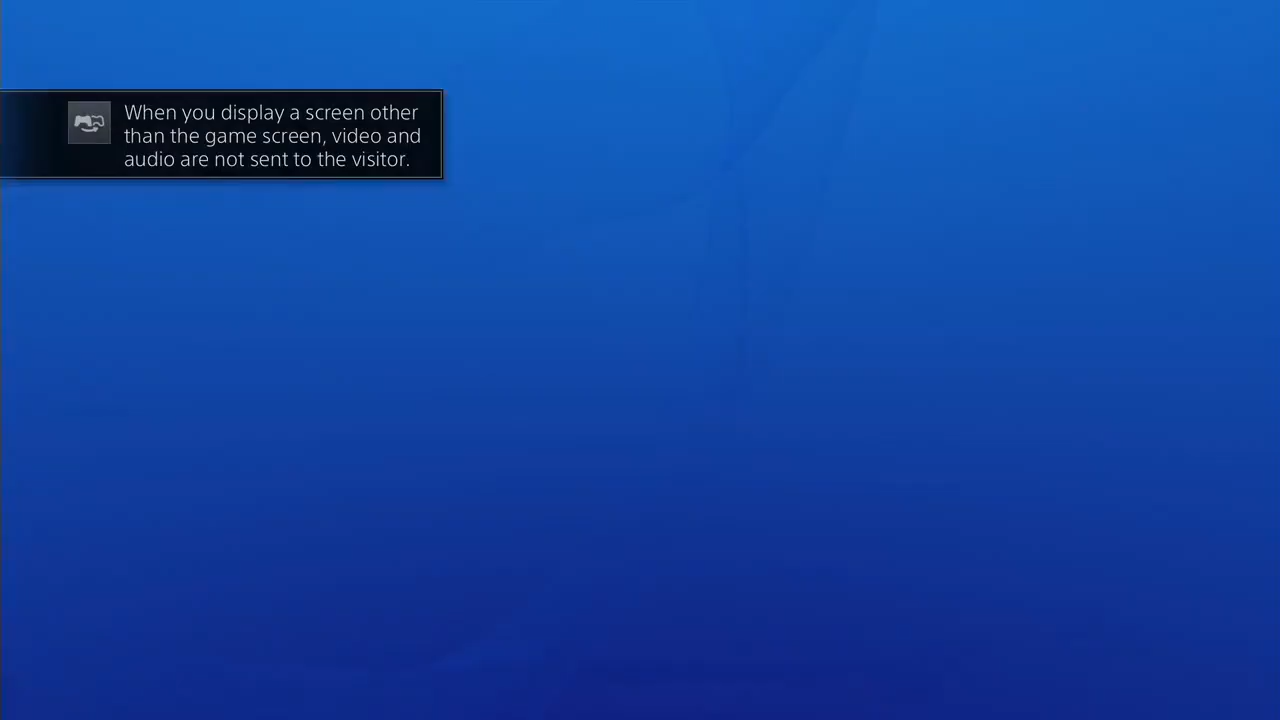 When you display a screen other
than the game screen, video and
audio are not sent to the visitor.